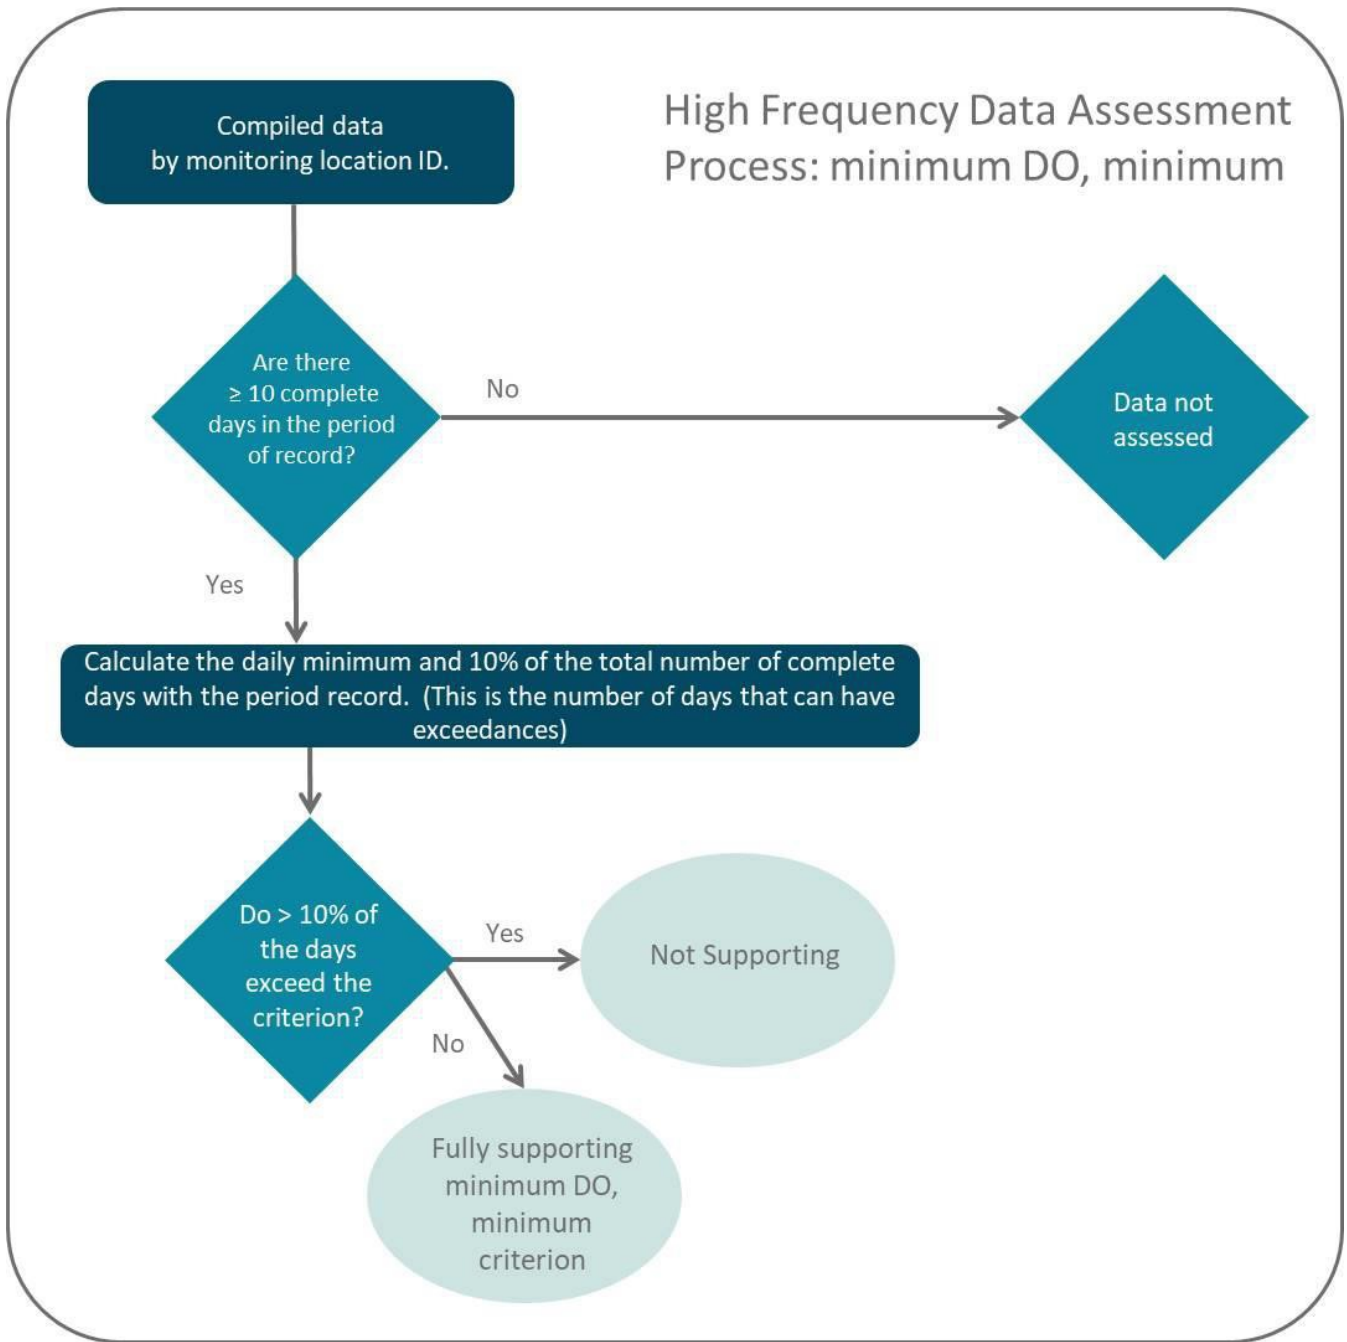 High Frequency Data Assessment
Process: minimum DO, minimum
Compiled data
by monitoring location ID.
Are there
≥ 10 complete
days in the period
of record?
No
Data not
assessed
Yes
Calculate the daily minimum and 10% of the total number of complete
days with the period record.  (This is the number of days that can have
exceedances)
Do > 10% of
the days
exceed the
criterion?
Yes
Not Supporting
No
Fully supporting
minimum DO,
minimum
criterion